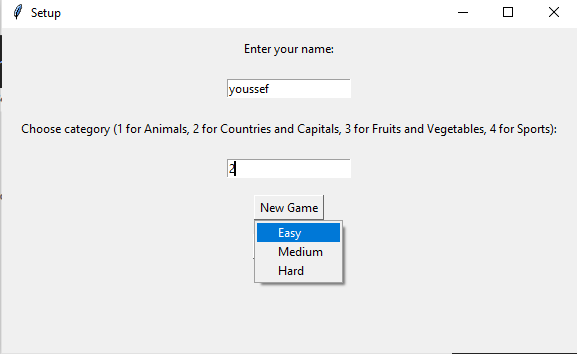 Setup
Enter your name:
youssef
Choose category (1 for Animals, 2 for Countries and Capitals, 3 for Fruits and Vegetables, 4 for Sports):
2
New Game
Easy
Medium
Hard